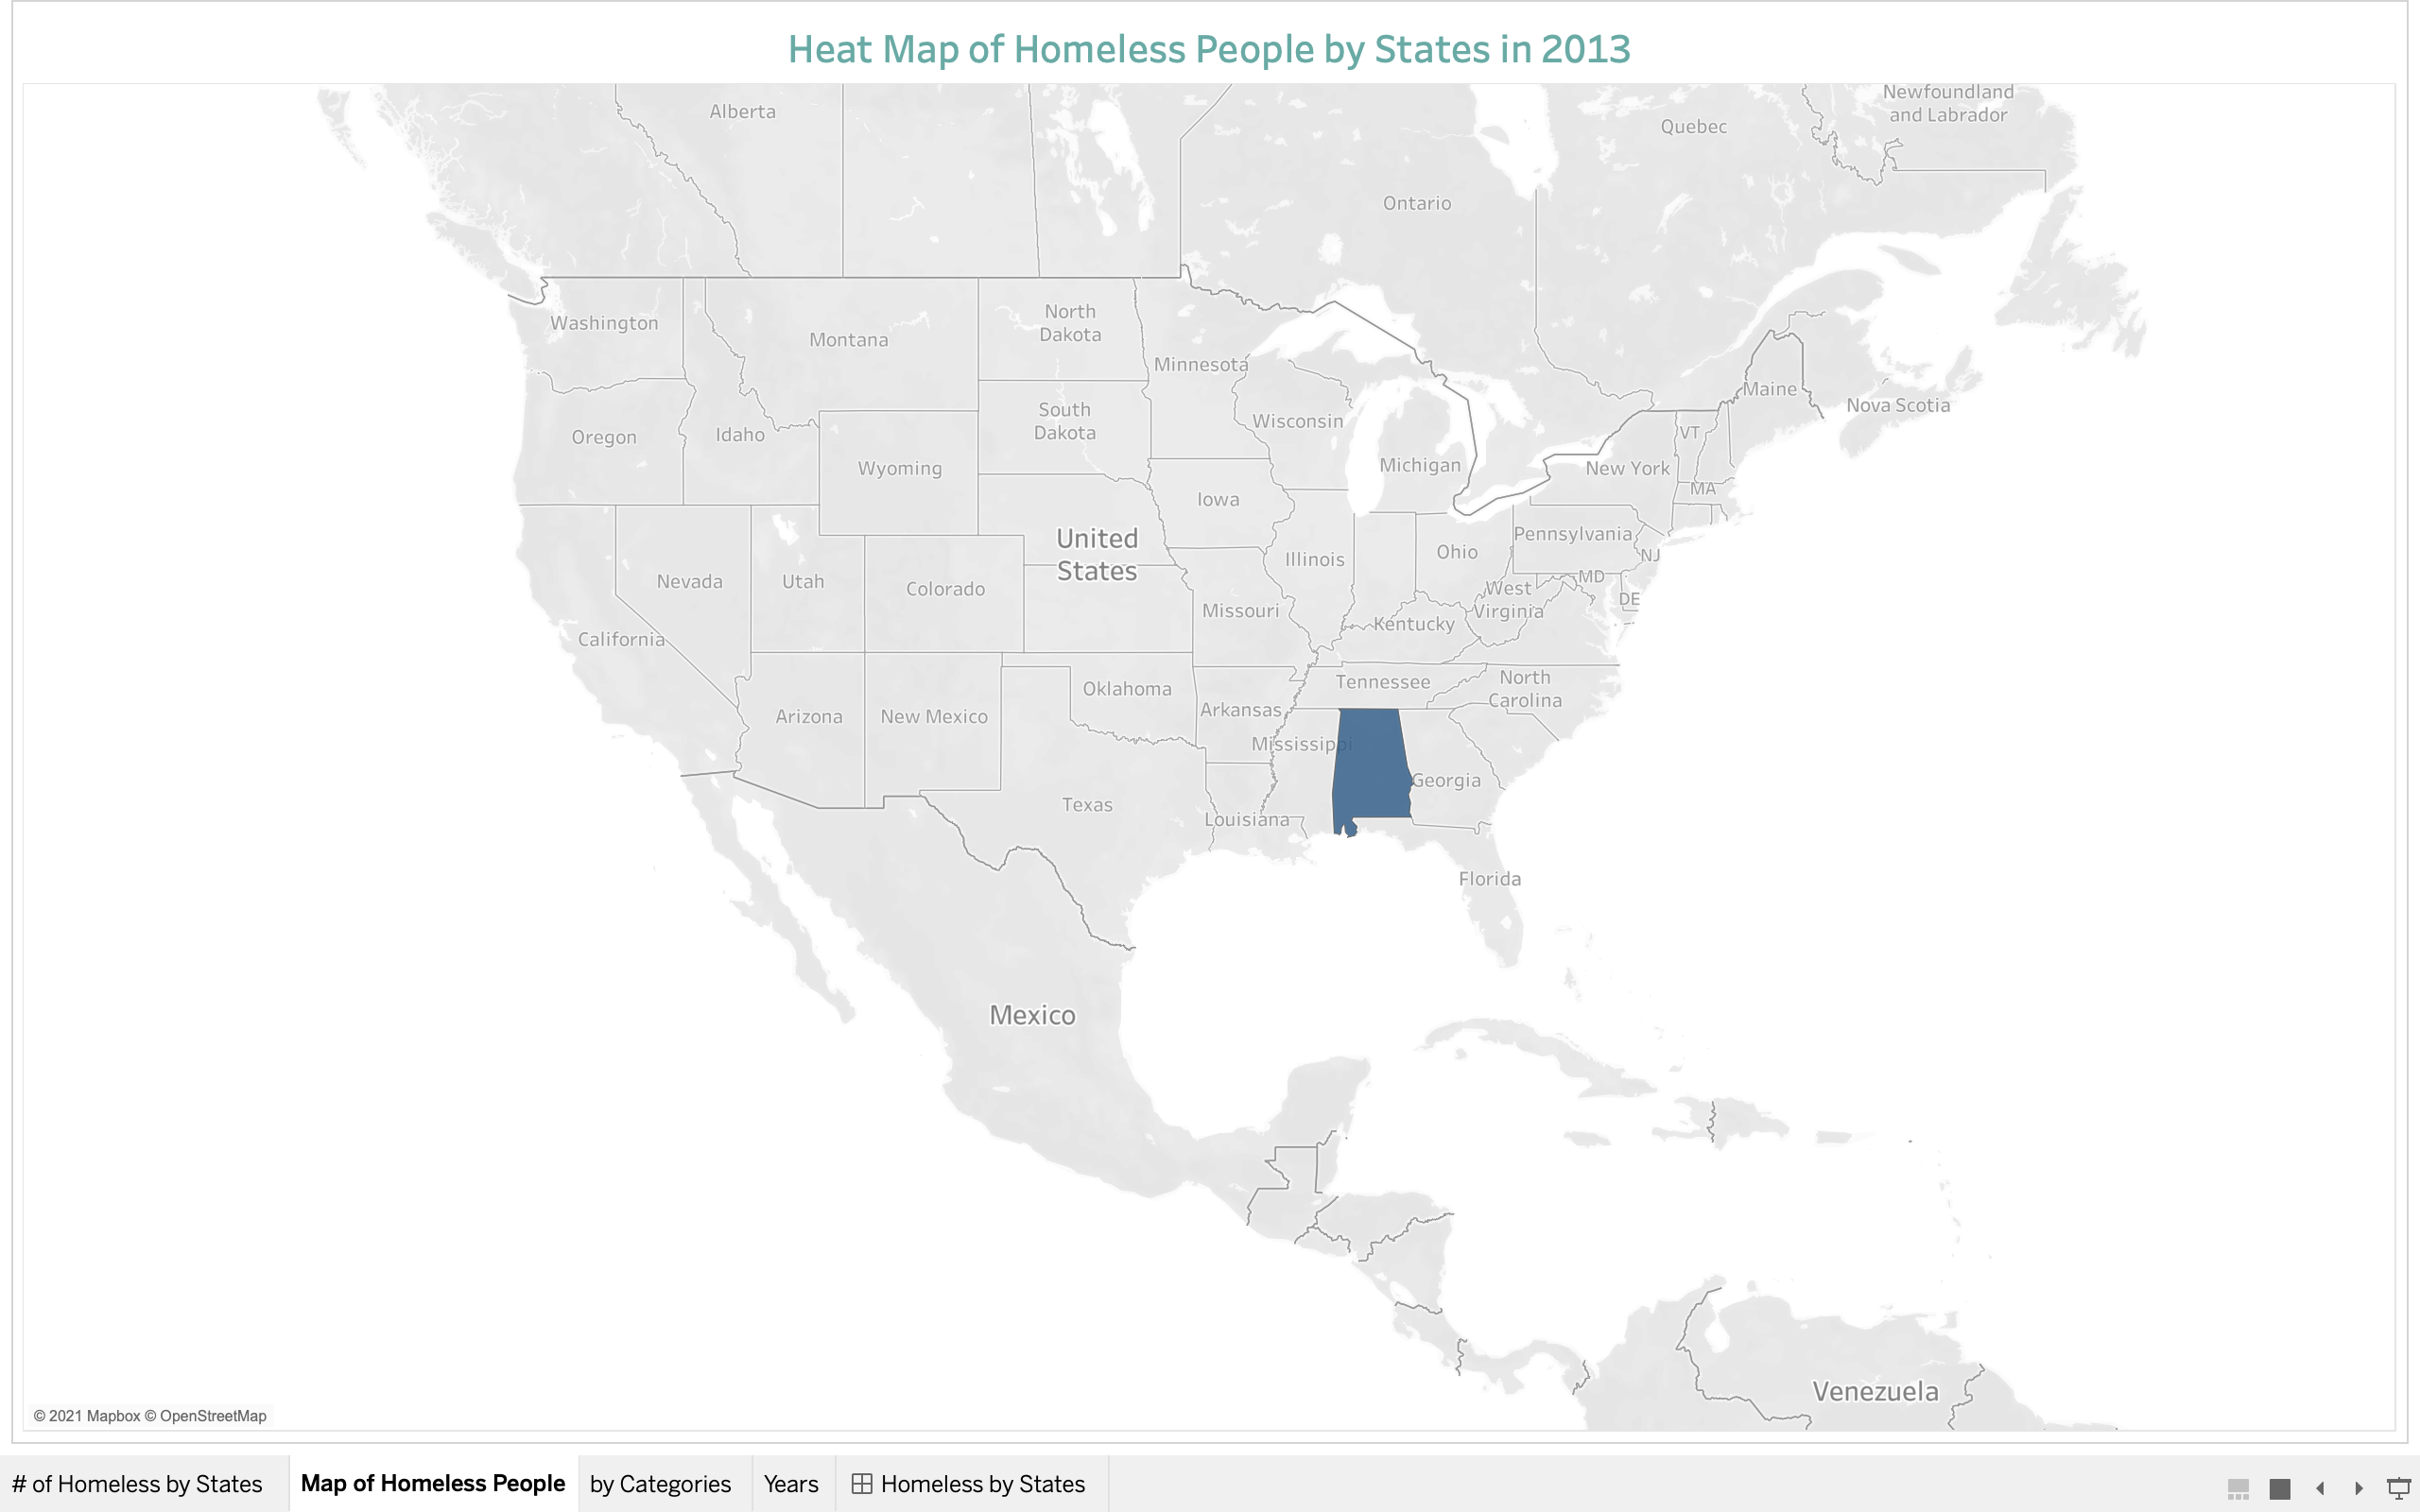 Heat Map of Homeless People by States in 2013
Newfoundland
and Labrador
Alberta
Quebec
Ontario
North
Dakota
Washington
Montana
Minnesota
Maine
Nova Scotia
South
Dakota
Wisconsin
VT
Oregon
Idaho
Wyoming
Michigan
New York
MA
Iowa
United
States
Pennsylvania
Ohio
Illinois
NJ
MD
Nevada
Utah
Colorado
West
Virginia
DE
Missouri
Kentucky
California
North
Carolina
Tennessee
Oklahoma
Arkansas
Arizona
New Mexico
Mississippi
Georgia
Texas
Louisiana
Florida
Mexico
Venezuela
© 2021 Mapbox © OpenStreetMap
# of Homeless by States
Map of Homeless People
by Categories
Years
Homeless by States